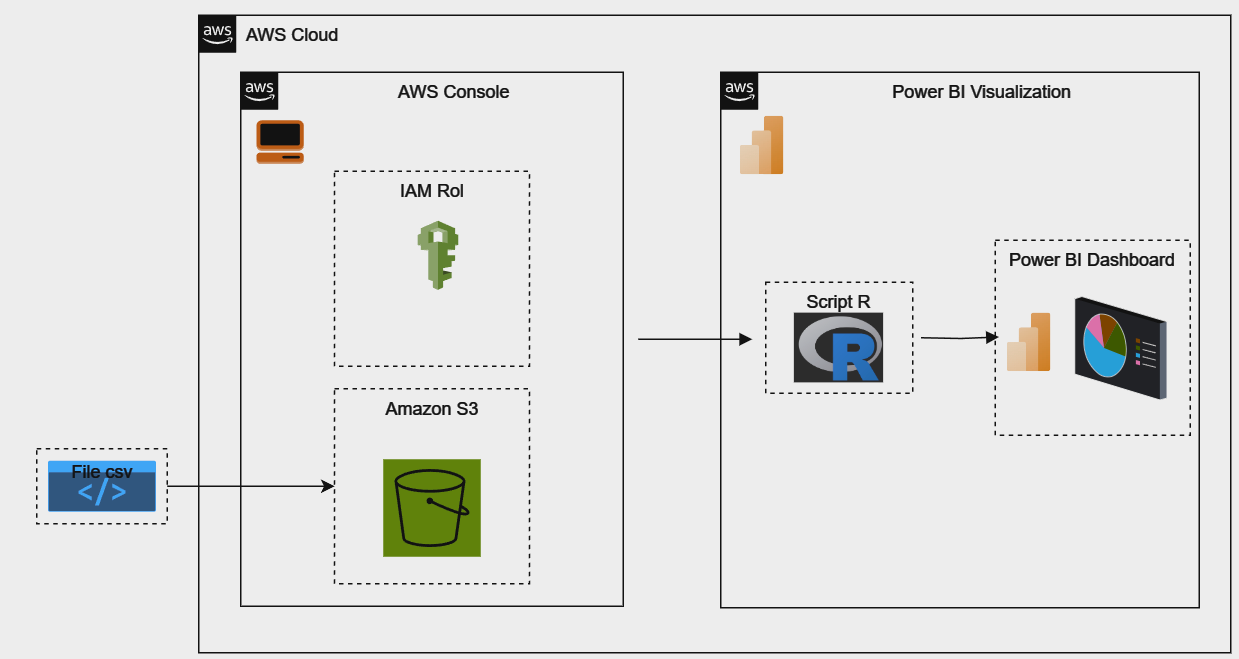 aws
AWS Cloud
aws
AWS Console
aws
Power BI Visualization
IAM Rol
Power BI Dashboard
Script R
R
Amazon S3
File csv
</>